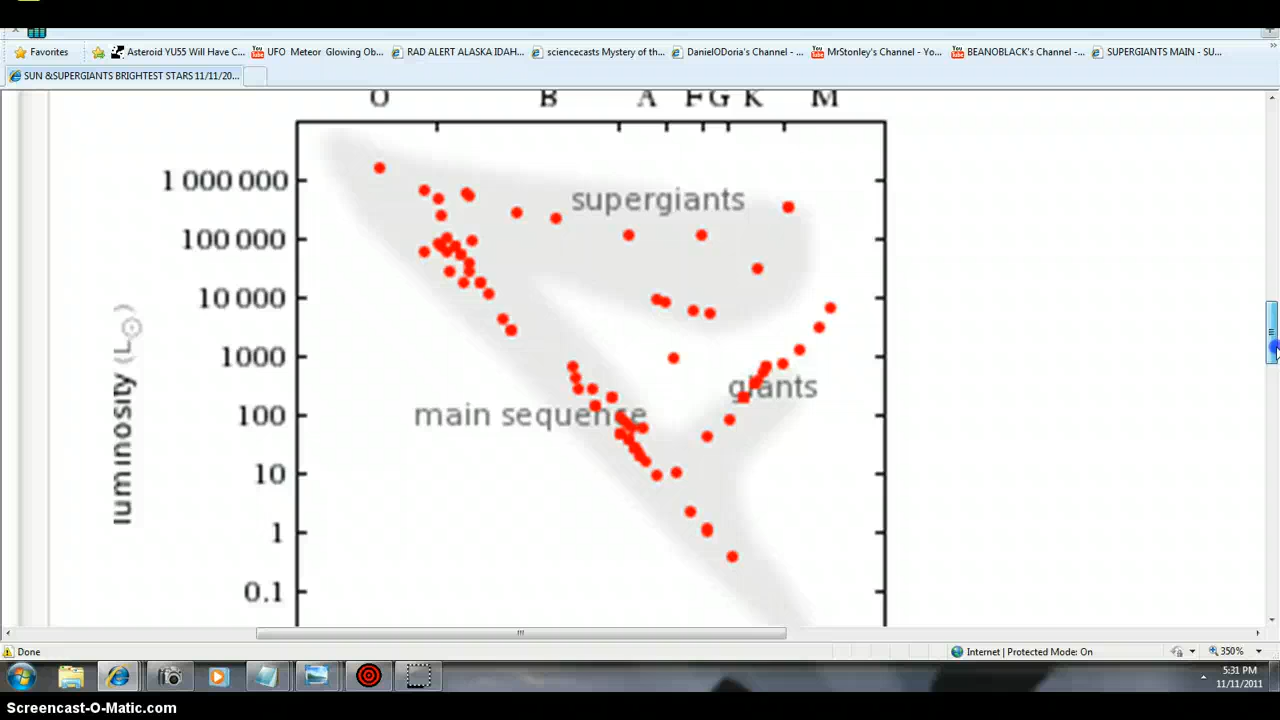 Favorites
Asteroid YU55 Will Have C...
UFO Meteor Glowing Ob...
RAD ALERT ALASKA IDAH...
sciencecasts Mystery of th...
DanielODoria's Channel - ...
MrStonley's Channel - Yo...
BEANOBLACK's Channel -...
SUPERGIANTS MAIN - SU...
SUN &SUPERGIANTS BRIGHTEST STARS 11/11/20...
O B A F G K M
1 000 000
supergiants
100 000
10 000
1000
giants
100
main sequence
10
1
0.1
luminosity (L☉)
Done
Internet | Protected Mode: On
350%
5:31 PM
11/11/2011
Screencast-O-Matic.com